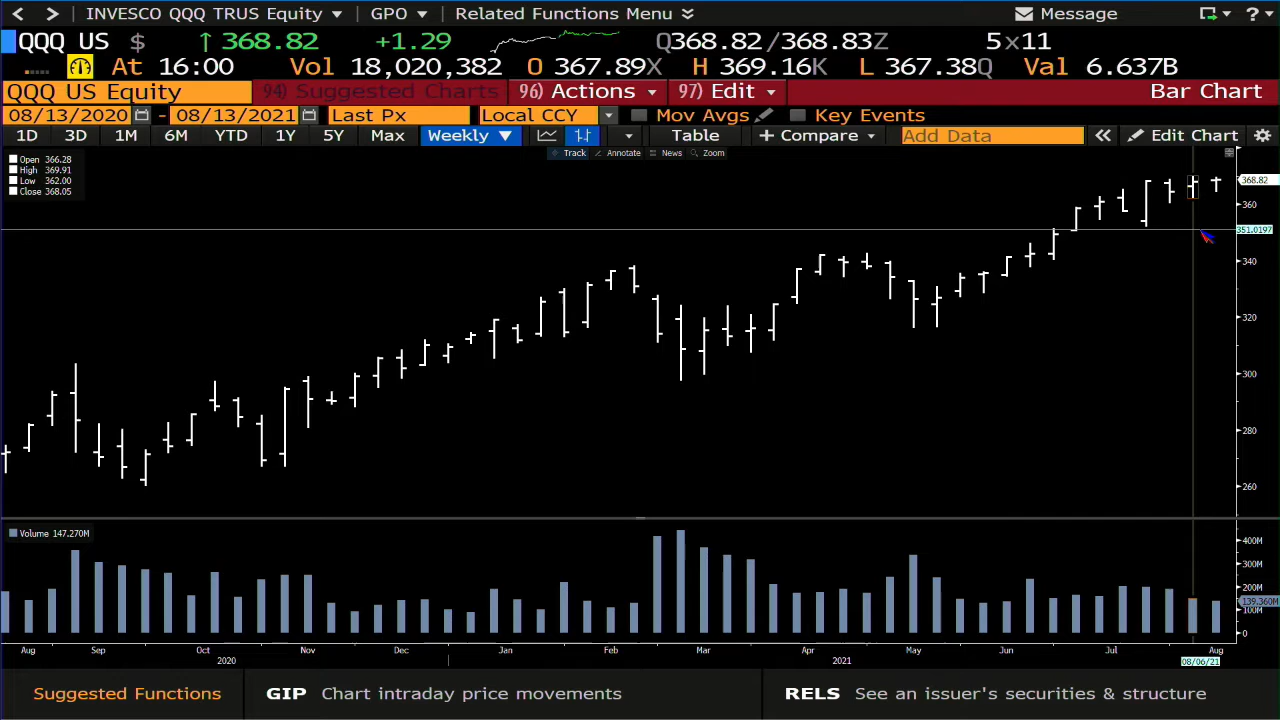 < > INVESCO QQQ TRUS Equity GPO Related Functions Menu Message ?
QQQ US $ ↑ 368.82 +1.29 Q368.82/368.83Z 5x11
At 16:00 Vol 18,020,382 O 367.89X H 369.16K L 367.38Q Val 6.637B
QQQ US Equity 94) Suggested Charts 96) Actions 97) Edit Bar Chart
08/13/2020 - 08/13/2021 Last Px Local CCY Mov Avgs Key Events
1D 3D 1M 6M YTD 1Y 5Y Max Weekly Table + Compare Add Data Edit Chart
Track Annotate News Zoom
Open 366.28
High 369.91
Low 362.00
Close 368.05
368.82
360
351.0197
340
320
300
280
260
Volume 147.270M
400M
300M
200M
139.360M
100M
0
Aug Sep Oct Nov Dec Jan Feb Mar Apr May Jun Jul Aug
2020 2021 08/06/21
Suggested Functions GIP Chart intraday price movements RELS See an issuer's securities & structure